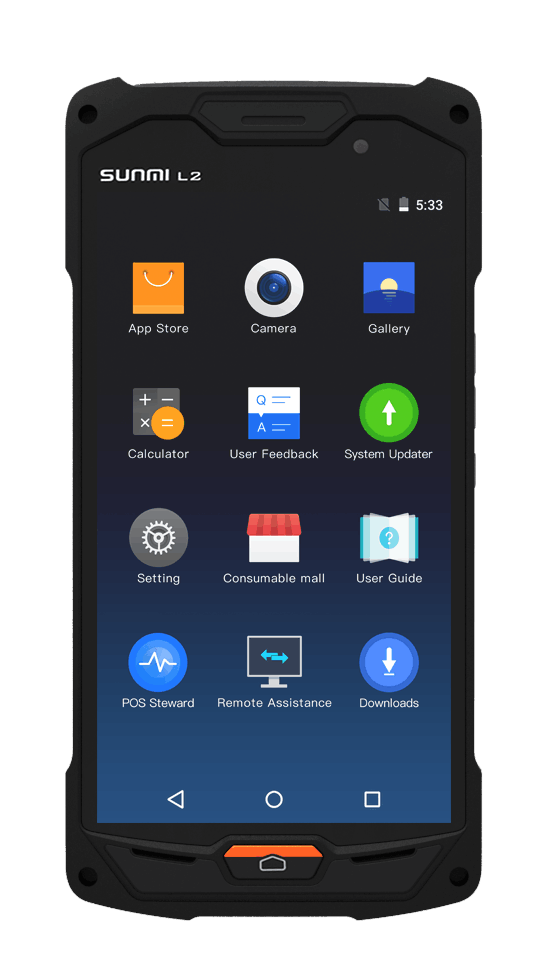 SUNMI L2
5:33
App Store
Camera
Gallery
Calculator
Q
A
User Feedback
System Updater
Setting
Consumable mall
?
User Guide
POS Steward
Remote Assistance
Downloads